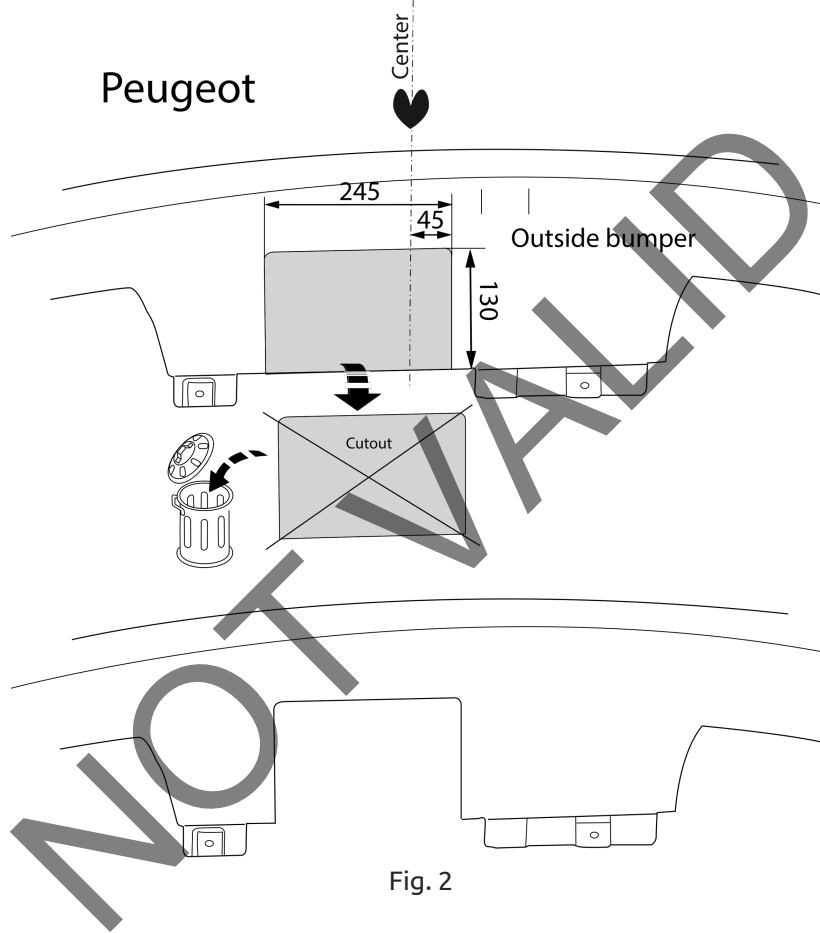 Center
Peugeot
245
45
Outside bumper
130
Cutout
NOT VALID
Fig. 2